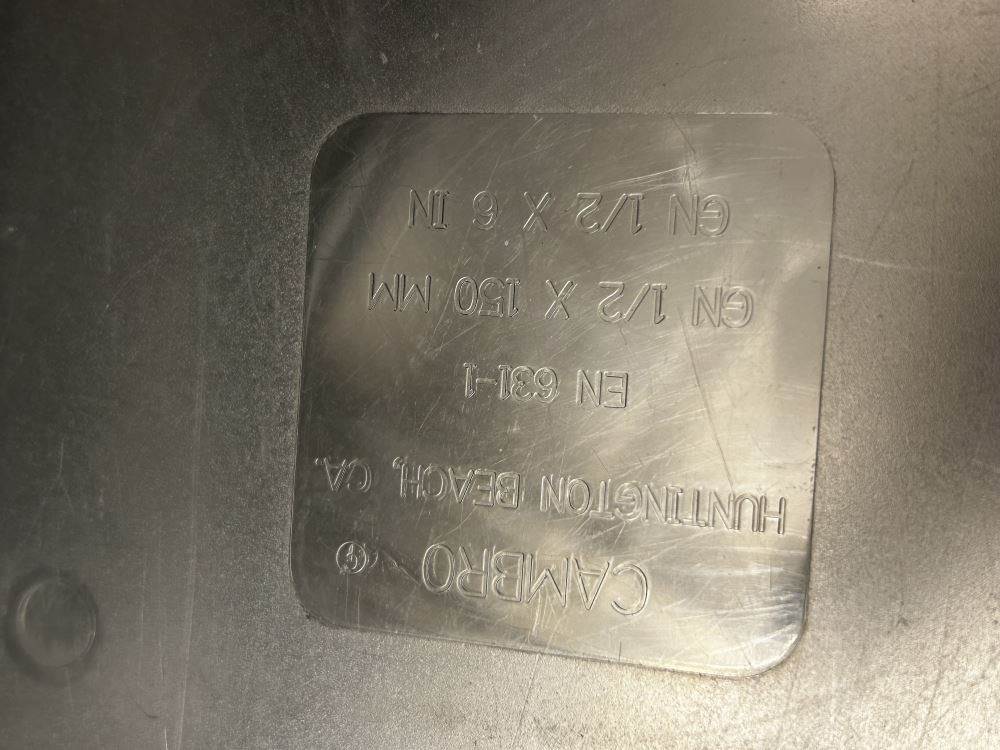 CAMBRO ®
HUNTINGTON BEACH, CA.
EN 631-1
GN 1/2 X 150 MM
GN 1/2 X 6 IN